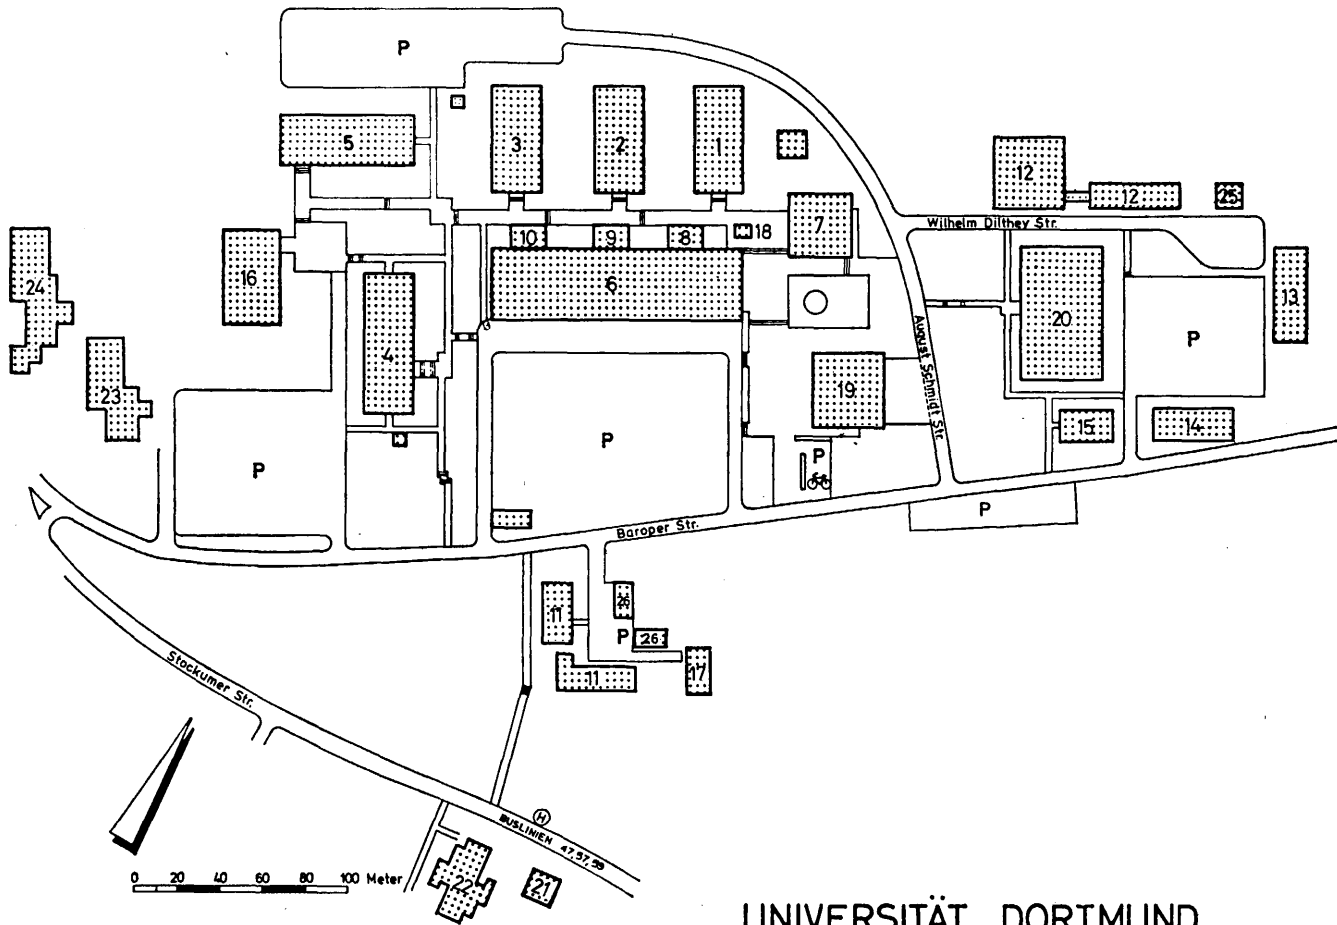 P
3
2
1
5
12
12
25
7
Wilhelm Dilthey Str.
10
9
8
18
16
24
6
13
4
20
P
August Schmidt Str.
23
19
15
14
P
P
P
P
Baroper Str.
11
26
P
26
11
17
Stockumer Str.
H
BUSLINIEN 47, 57, 59
0 20 40 60 80 100 Meter
22
21
UNIVERSITÄT DORTMUND